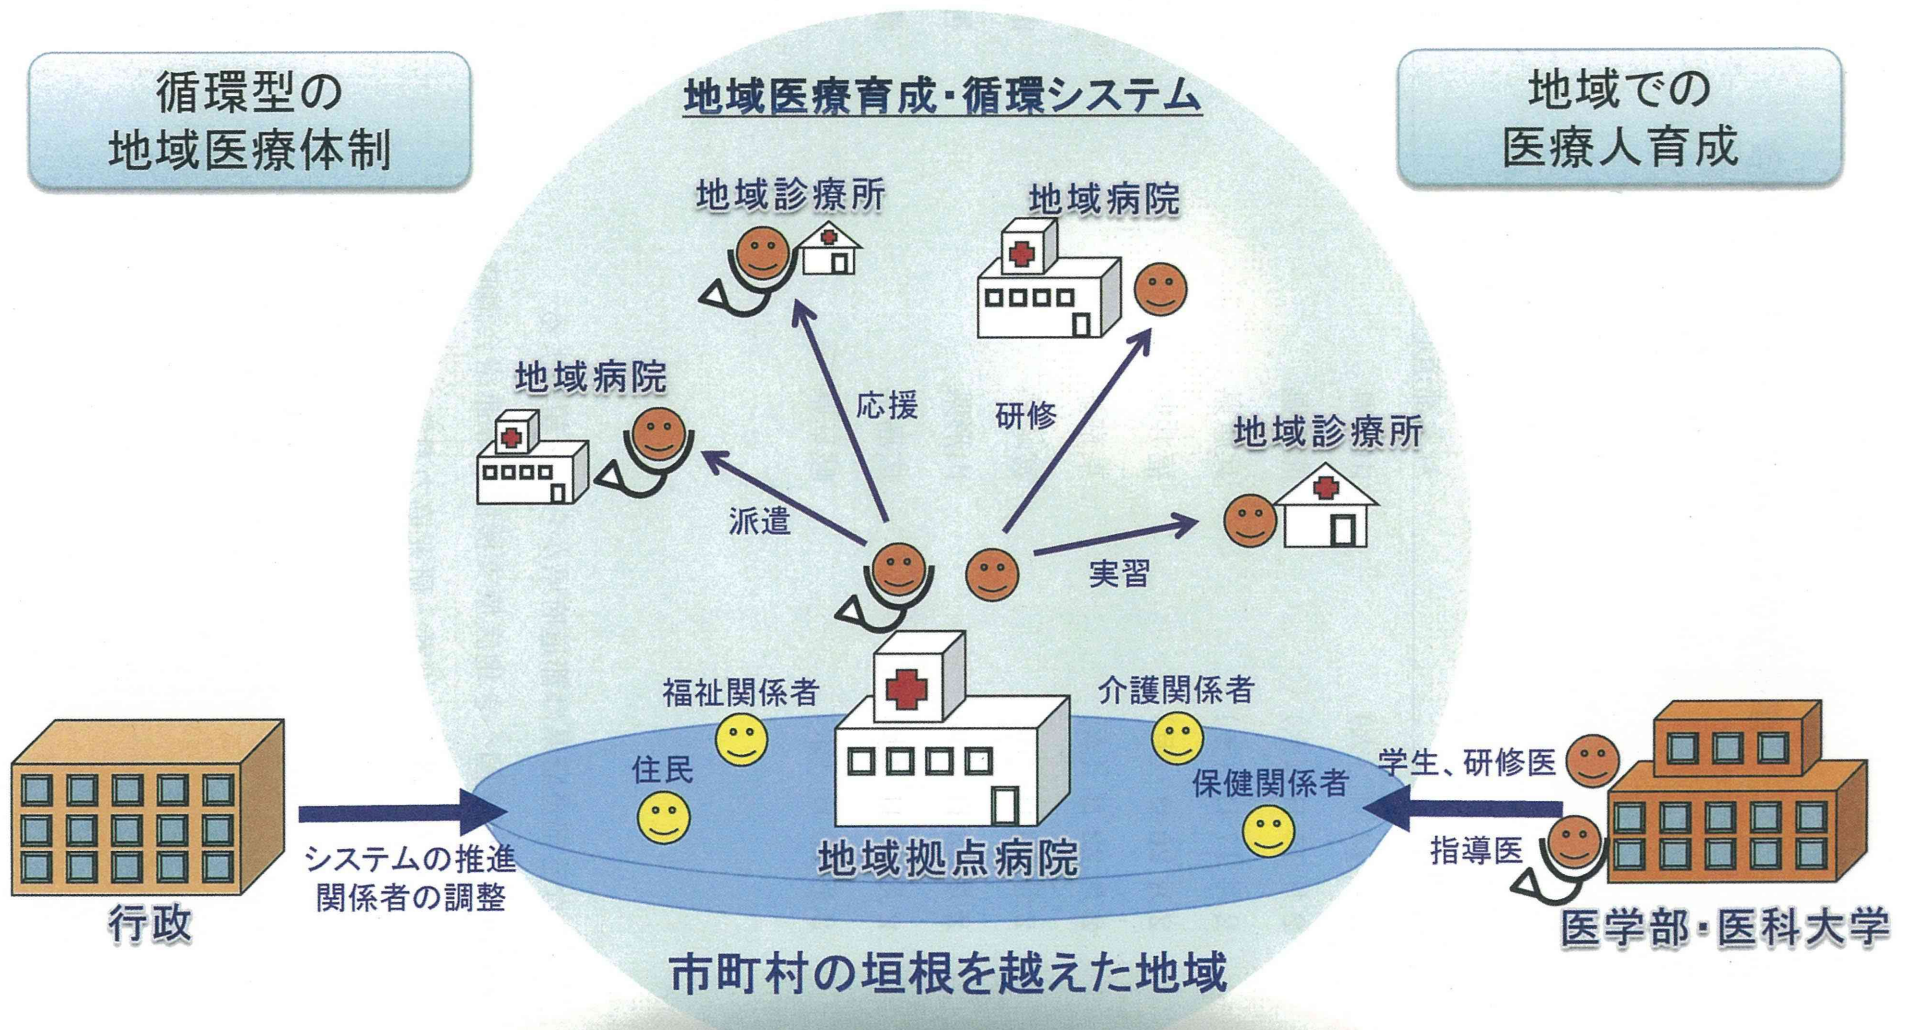 循環型の
地域医療体制
地域医療育成・循環システム
地域での
医療人育成
地域診療所
地域病院
地域病院
応援
研修
地域診療所
派遣
実習
福祉関係者
介護関係者
住民
学生、研修医
保健関係者
地域拠点病院
システムの推進
関係者の調整
指導医
行政
医学部・医科大学
市町村の垣根を越えた地域